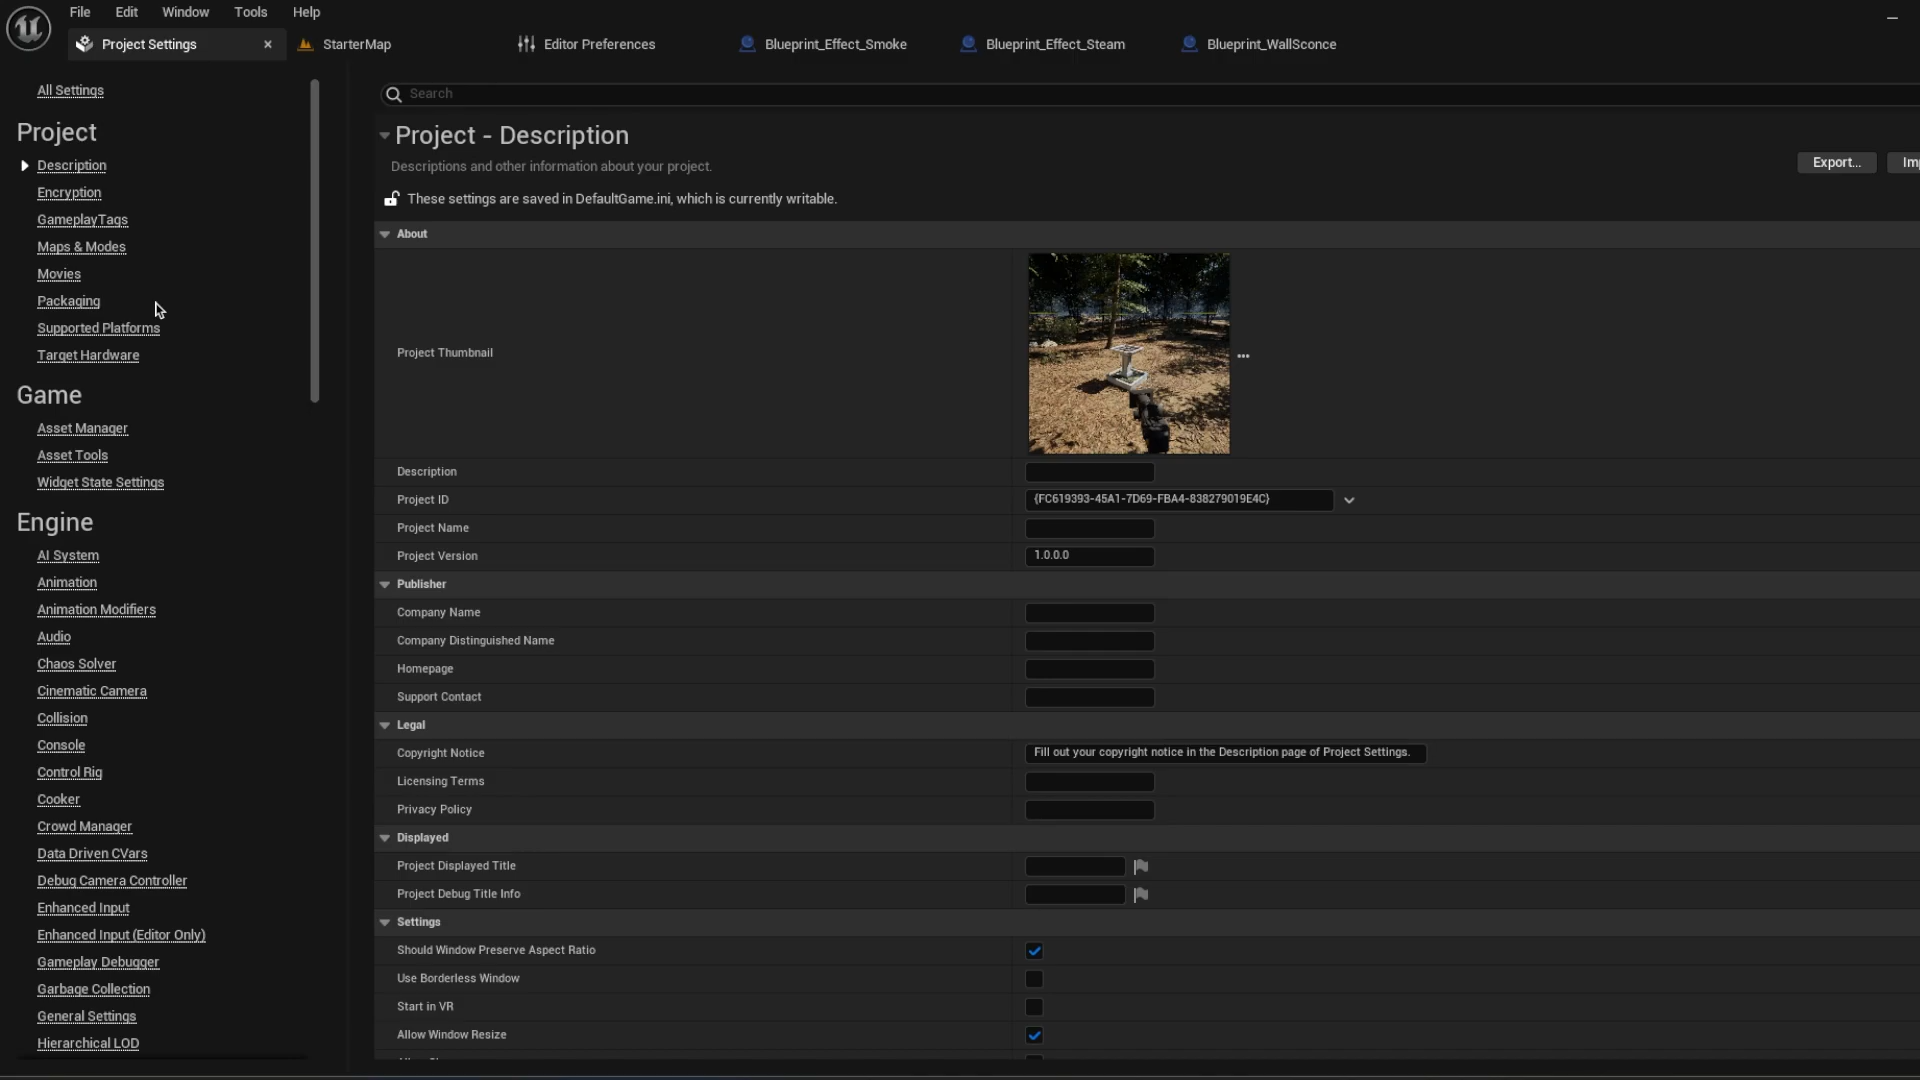 File Edit Window Tools Help
Project Settings StarterMap Editor Preferences Blueprint_Effect_Smoke Blueprint_Effect_Steam Blueprint_WallSconce
All Settings
Search
Project
Project - Description
Description
Descriptions and other information about your project.
Export...
Encryption
These settings are saved in DefaultGame.ini, which is currently writable.
GameplayTags
About
Maps & Modes
Movies
Packaging
Supported Platforms
Target Hardware
Project Thumbnail
Game
Asset Manager
Asset Tools
Description
Widget State Settings
Project ID {FC619393-45A1-7D69-FBA4-838279019E4C}
Engine
Project Name
AI System
Project Version 1.0.0.0
Animation
Publisher
Animation Modifiers
Company Name
Audio
Company Distinguished Name
Chaos Solver
Homepage
Cinematic Camera
Support Contact
Collision
Legal
Console
Copyright Notice Fill out your copyright notice in the Description page of Project Settings.
Control Rig
Licensing Terms
Cooker
Privacy Policy
Crowd Manager
Displayed
Data Driven CVars
Project Displayed Title
Debug Camera Controller
Project Debug Title Info
Enhanced Input
Settings
Enhanced Input (Editor Only)
Should Window Preserve Aspect Ratio
Gameplay Debugger
Use Borderless Window
Garbage Collection
Start in VR
General Settings
Allow Window Resize
Hierarchical LOD